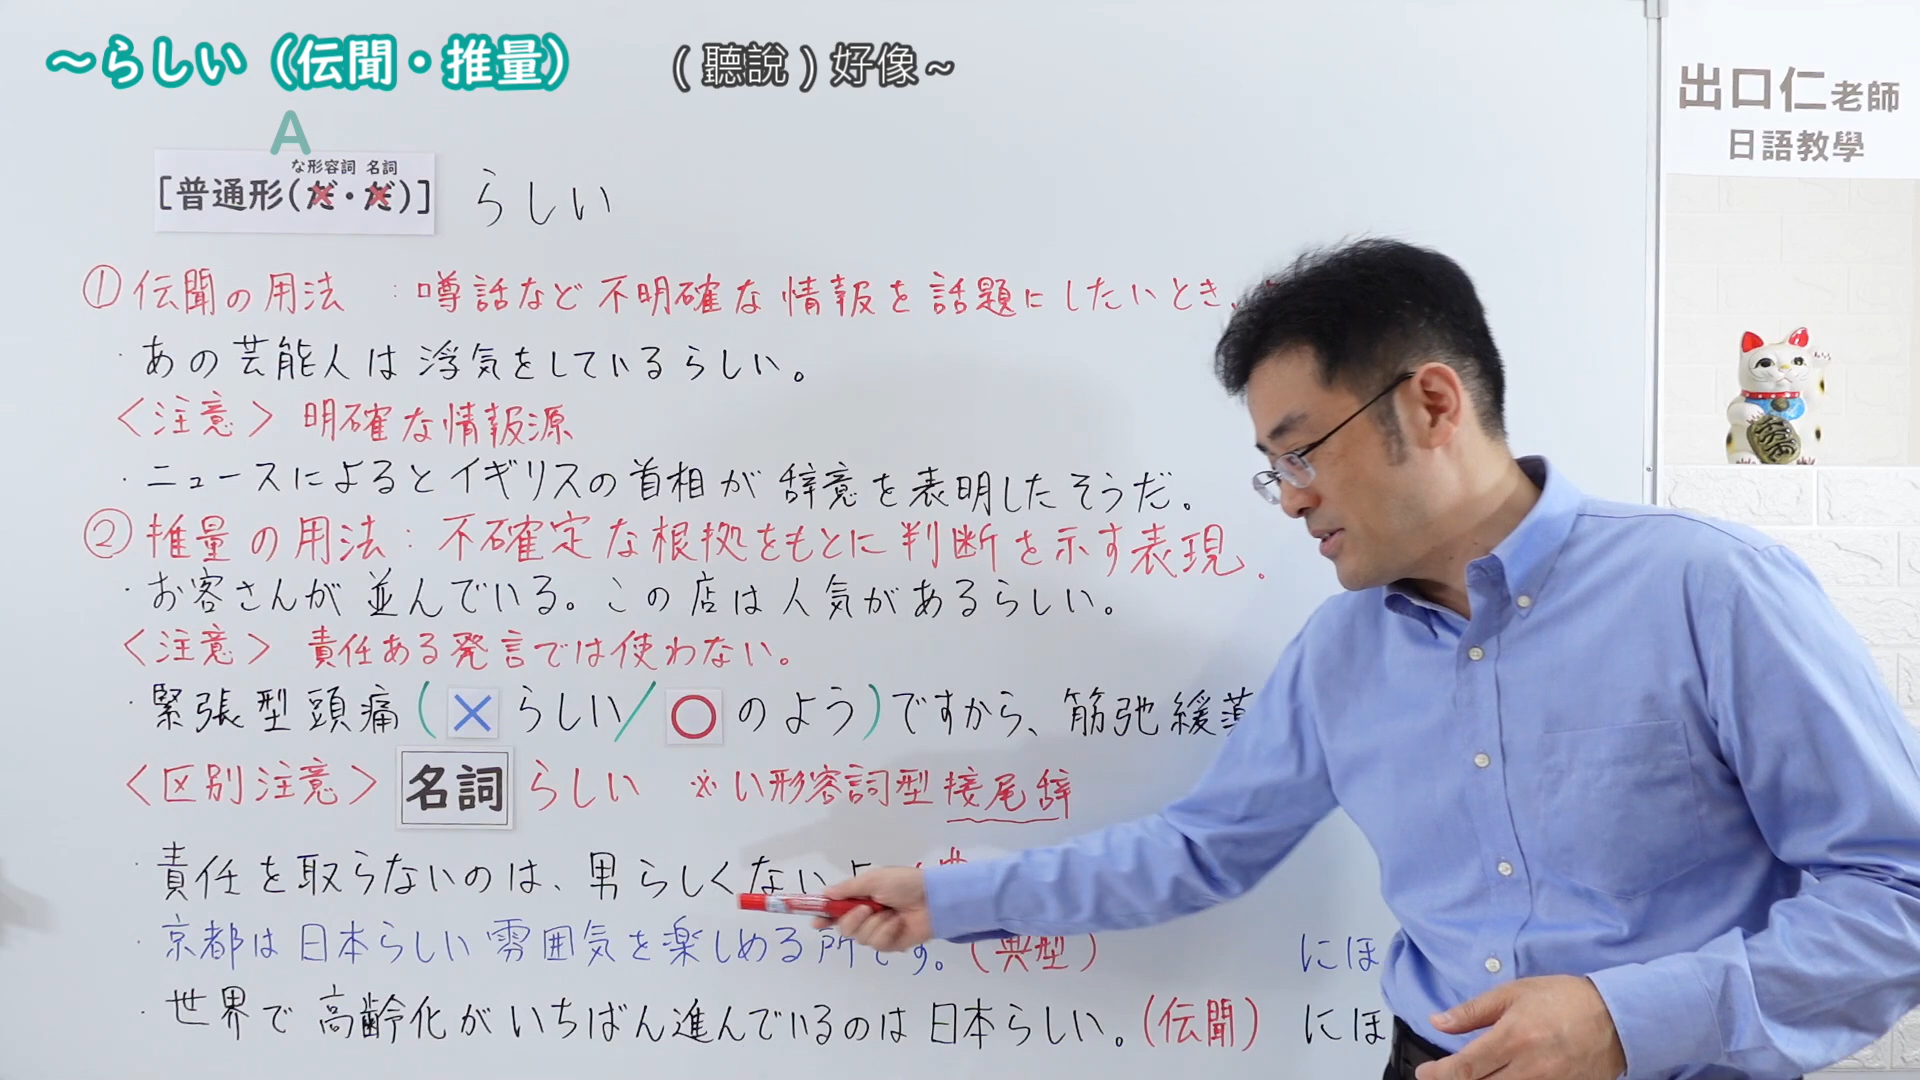 ～らしい（伝聞・推量）　（聽說）好像～
A
な形容詞 名詞
［普通形（だ・だ）］らしい
①伝聞の用法：噂話など不明確な情報を話題にしたいとき、
・あの芸能人は浮気をしているらしい。
＜注意＞明確な情報源
・ニュースによるとイギリスの首相が辞意を表明したそうだ。
②推量の用法：不確定な根拠をもとに判断を示す表現．
・お客さんが並んでいる。この店は人気があるらしい。
＜注意＞責任ある発言では使わない。
・緊張型頭痛（×らしい／○のよう）ですから、筋弛緩薬
＜区別注意＞名詞らしい ※い形容詞型接尾辞
・責任を取らないのは、男らしくない
・京都は日本らしい雰囲気を楽しめる所です。（典型） にほ
・世界で高齢化がいちばん進んでいるのは日本らしい。（伝聞） にほ
出口仁老師
日語教學